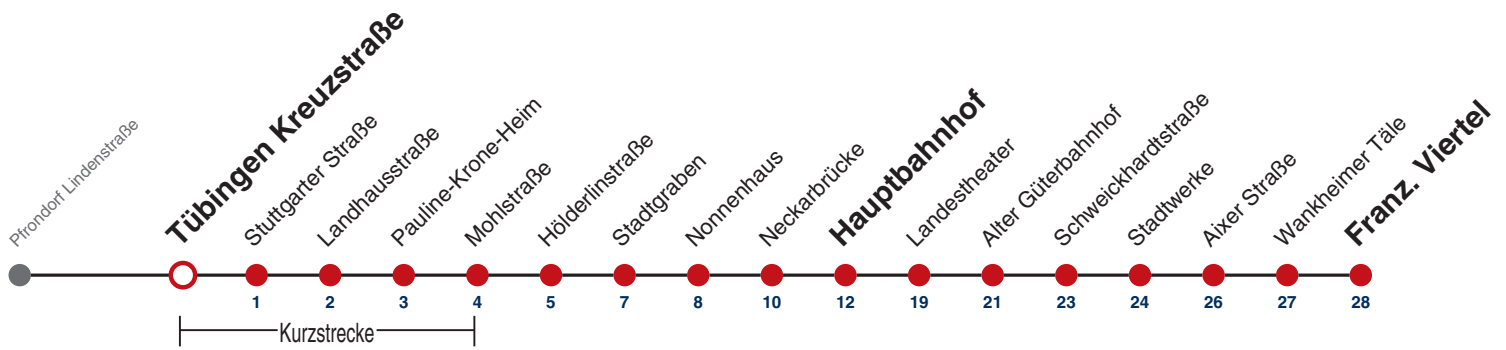 Pfrondorf Lindenstraße
Tübingen Kreuzstraße
Stuttgarter Straße
Landhausstraße
Pauline-Krone-Heim
Mohlstraße
Hölderlinstraße
Stadtgraben
Nonnenhaus
Neckarbrücke
Hauptbahnhof
Landestheater
Alter Güterbahnhof
Schweickhardtstraße
Stadtwerke
Aixer Straße
Wankheimer Täle
Franz. Viertel
1 2 3 4 5 7 8 10 12 19 21 23 24 26 27 28
Kurzstrecke